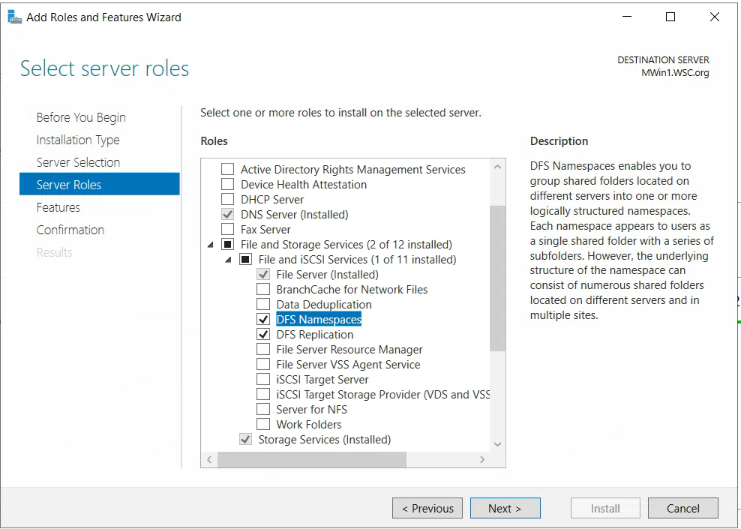 Add Roles and Features Wizard
Select server roles
DESTINATION SERVER
MWin1.WSC.org
Before You Begin
Installation Type
Server Selection
Server Roles
Features
Confirmation
Results
Select one or more roles to install on the selected server.
Roles
Active Directory Rights Management Services
Device Health Attestation
DHCP Server
DNS Server (Installed)
Fax Server
File and Storage Services (2 of 12 installed)
File and iSCSI Services (1 of 11 installed)
File Server (Installed)
BranchCache for Network Files
Data Deduplication
DFS Namespaces
DFS Replication
File Server Resource Manager
File Server VSS Agent Service
iSCSI Target Server
iSCSI Target Storage Provider (VDS and VSS
Server for NFS
Work Folders
Storage Services (Installed)
Description
DFS Namespaces enables you to
group shared folders located on
different servers into one or more
logically structured namespaces.
Each namespace appears to users as
a single shared folder with a series of
subfolders. However, the underlying
structure of the namespace can
consist of numerous shared folders
located on different servers and in
multiple sites.
< Previous
Next >
Install
Cancel